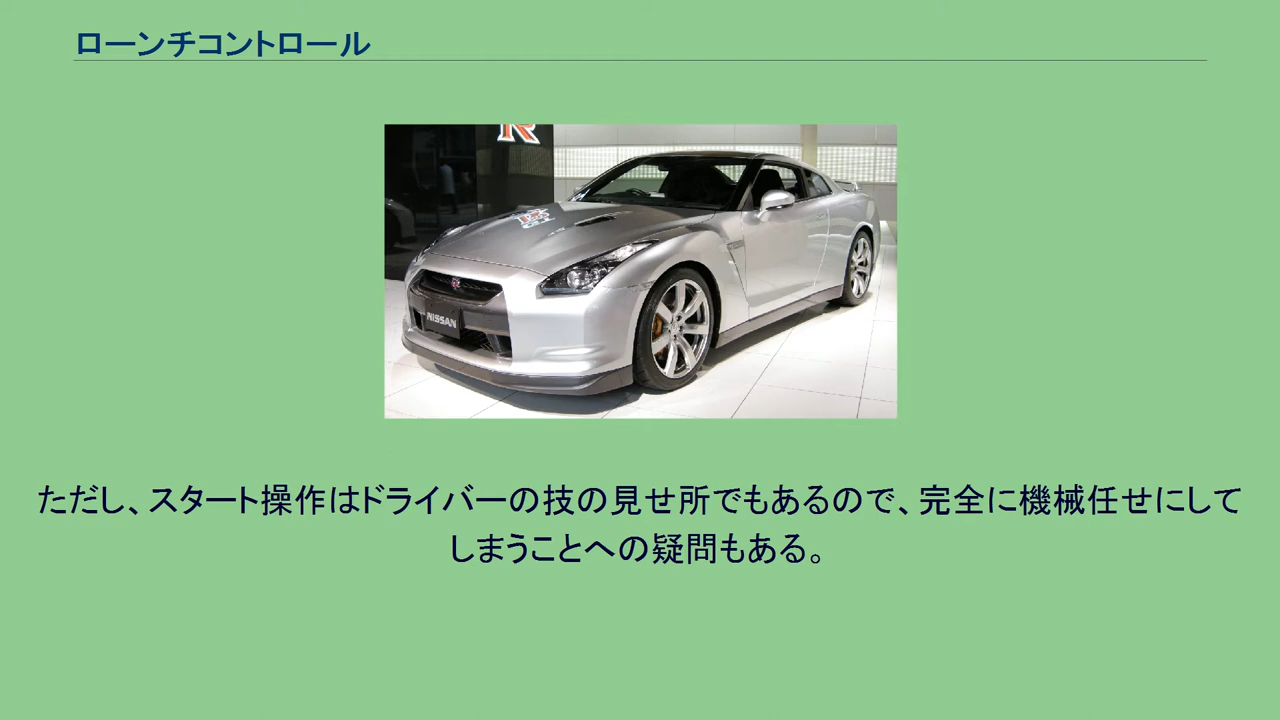 ローンチコントロール
R
NISSAN
ただし、スタート操作はドライバーの技の見せ所でもあるので、完全に機械任せにして
しまうことへの疑問もある。